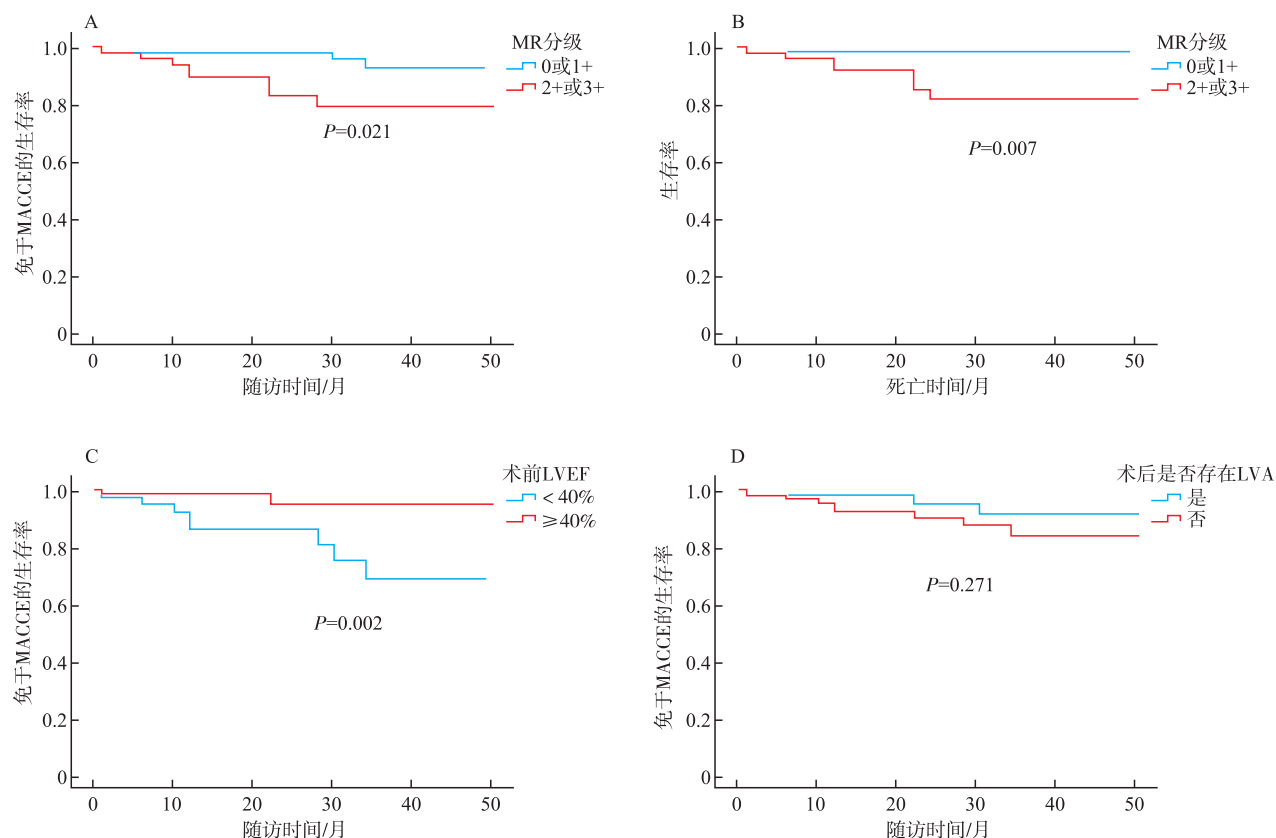 A
MR分级
0或1+
2+或3+
免于MACCE的生存率
1.0
0.8
0.6
0.4
0.2
0
P=0.021
0 10 20 30 40 50
随访时间/月
B
MR分级
0或1+
2+或3+
生存率
1.0
0.8
0.6
0.4
0.2
0
P=0.007
0 10 20 30 40 50
死亡时间/月
C
术前LVEF
<40%
≥40%
免于MACCE的生存率
1.0
0.8
0.6
0.4
0.2
0
P=0.002
0 10 20 30 40 50
随访时间/月
D
术后是否存在LVA
是
否
免于MACCE的生存率
1.0
0.8
0.6
0.4
0.2
0
P=0.271
0 10 20 30 40 50
随访时间/月